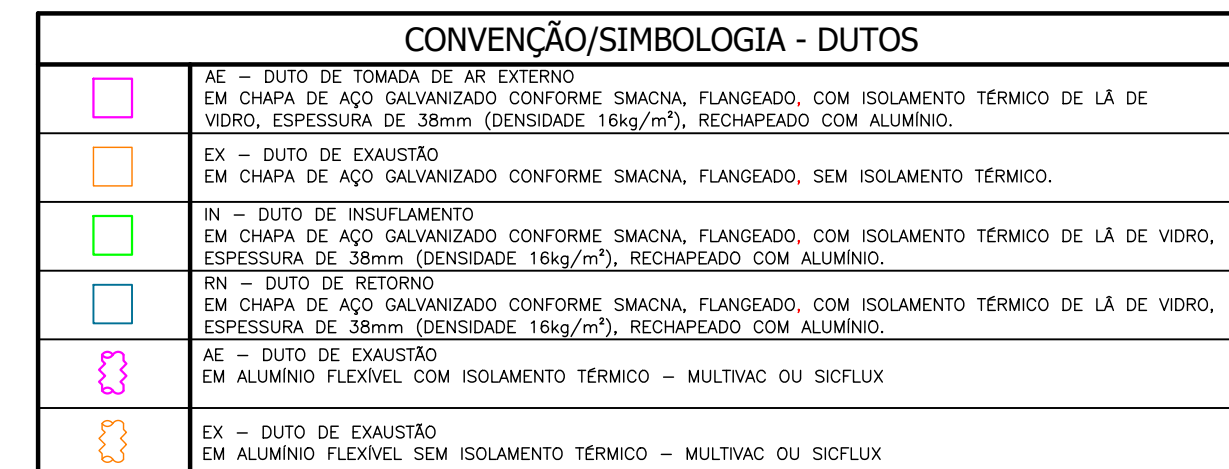 CONVENÇÃO/SIMBOLOGIA - DUTOS
AE – DUTO DE TOMADA DE AR EXTERNO
EM CHAPA DE AÇO GALVANIZADO CONFORME SMACNA, FLANGEADO, COM ISOLAMENTO TÉRMICO DE LÃ DE
VIDRO, ESPESSURA DE 38mm (DENSIDADE 16kg/m²), RECHAPEADO COM ALUMÍNIO.
EX – DUTO DE EXAUSTÃO
EM CHAPA DE AÇO GALVANIZADO CONFORME SMACNA, FLANGEADO, SEM ISOLAMENTO TÉRMICO.
IN – DUTO DE INSUFLAMENTO
EM CHAPA DE AÇO GALVANIZADO CONFORME SMACNA, FLANGEADO, COM ISOLAMENTO TÉRMICO DE LÃ DE VIDRO,
ESPESSURA DE 38mm (DENSIDADE 16kg/m²), RECHAPEADO COM ALUMÍNIO.
RN – DUTO DE RETORNO
EM CHAPA DE AÇO GALVANIZADO CONFORME SMACNA, FLANGEADO, COM ISOLAMENTO TÉRMICO DE LÃ DE VIDRO,
ESPESSURA DE 38mm (DENSIDADE 16kg/m²), RECHAPEADO COM ALUMÍNIO.
AE – DUTO DE EXAUSTÃO
EM ALUMÍNIO FLEXÍVEL COM ISOLAMENTO TÉRMICO – MULTIVAC OU SICFLUX
EX – DUTO DE EXAUSTÃO
EM ALUMÍNIO FLEXÍVEL SEM ISOLAMENTO TÉRMICO – MULTIVAC OU SICFLUX